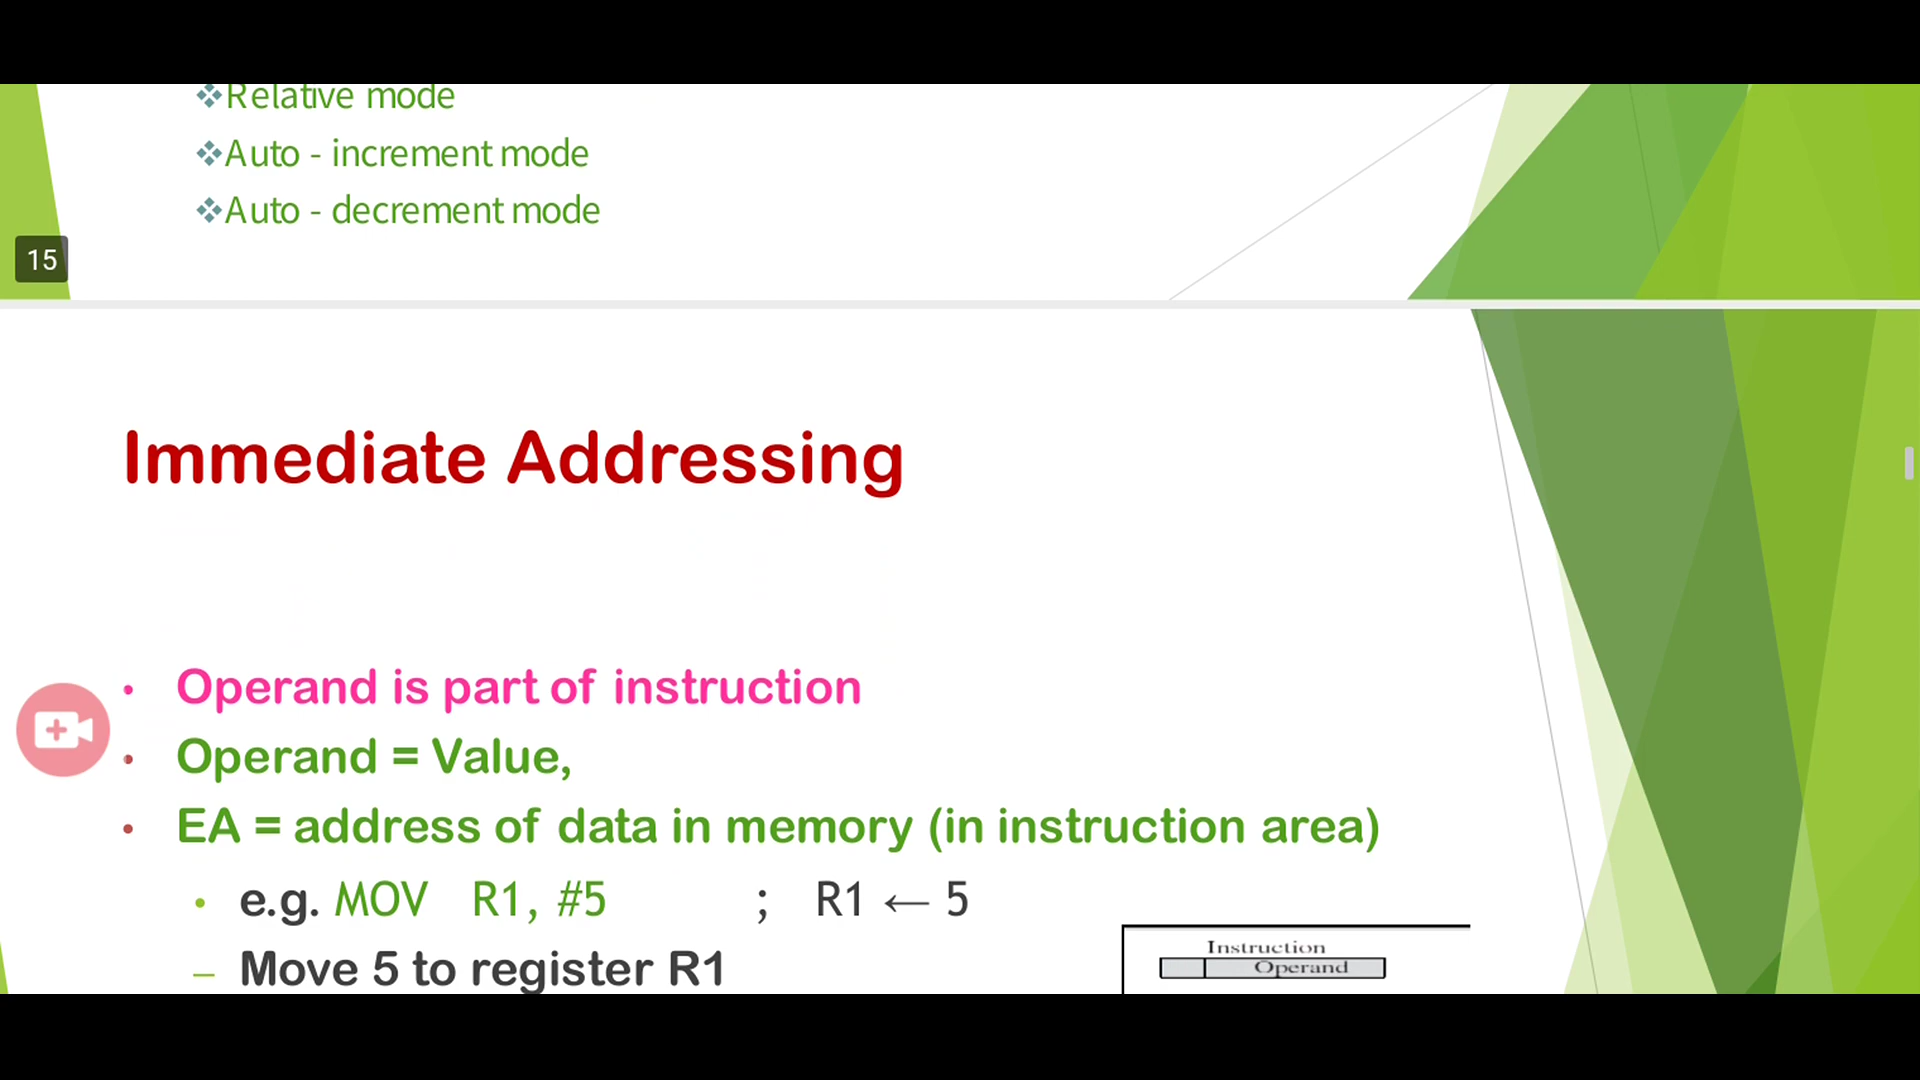 ❖Relative mode
❖Auto - increment mode
❖Auto - decrement mode
15
Immediate Addressing
• Operand is part of instruction
• Operand = Value,
• EA = address of data in memory (in instruction area)
• e.g. MOV R1, #5 ; R1 ← 5
– Move 5 to register R1
Instruction
Operand